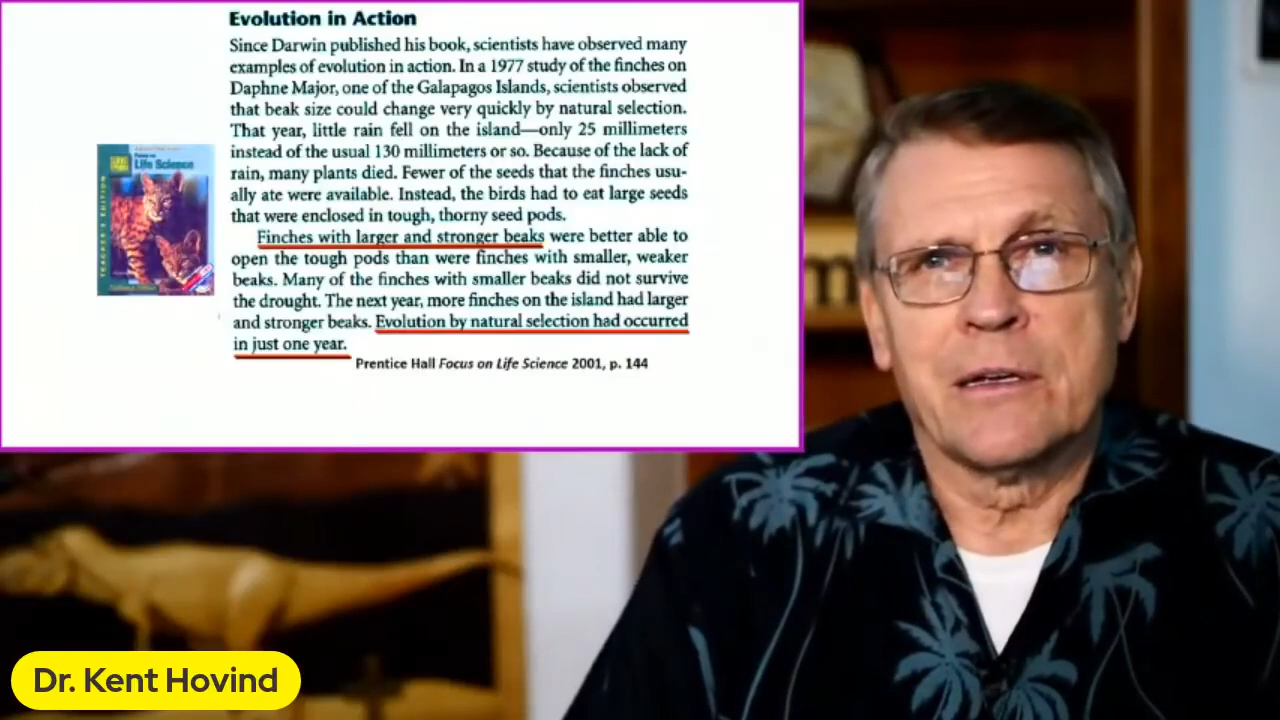 Evolution in Action
Since Darwin published his book, scientists have observed many
examples of evolution in action. In a 1977 study of the finches on
Daphne Major, one of the Galapagos Islands, scientists observed
that beak size could change very quickly by natural selection.
That year, little rain fell on the island—only 25 millimeters
instead of the usual 130 millimeters or so. Because of the lack of
rain, many plants died. Fewer of the seeds that the finches usu-
ally ate were available. Instead, the birds had to eat large seeds
that were enclosed in tough, thorny seed pods.
Finches with larger and stronger beaks were better able to
open the tough pods than were finches with smaller, weaker
beaks. Many of the finches with smaller beaks did not survive
the drought. The next year, more finches on the island had larger
and stronger beaks. Evolution by natural selection had occurred
in just one year.
Prentice Hall Focus on Life Science 2001, p. 144
Life Science
TEACHER'S EDITION
Dr. Kent Hovind